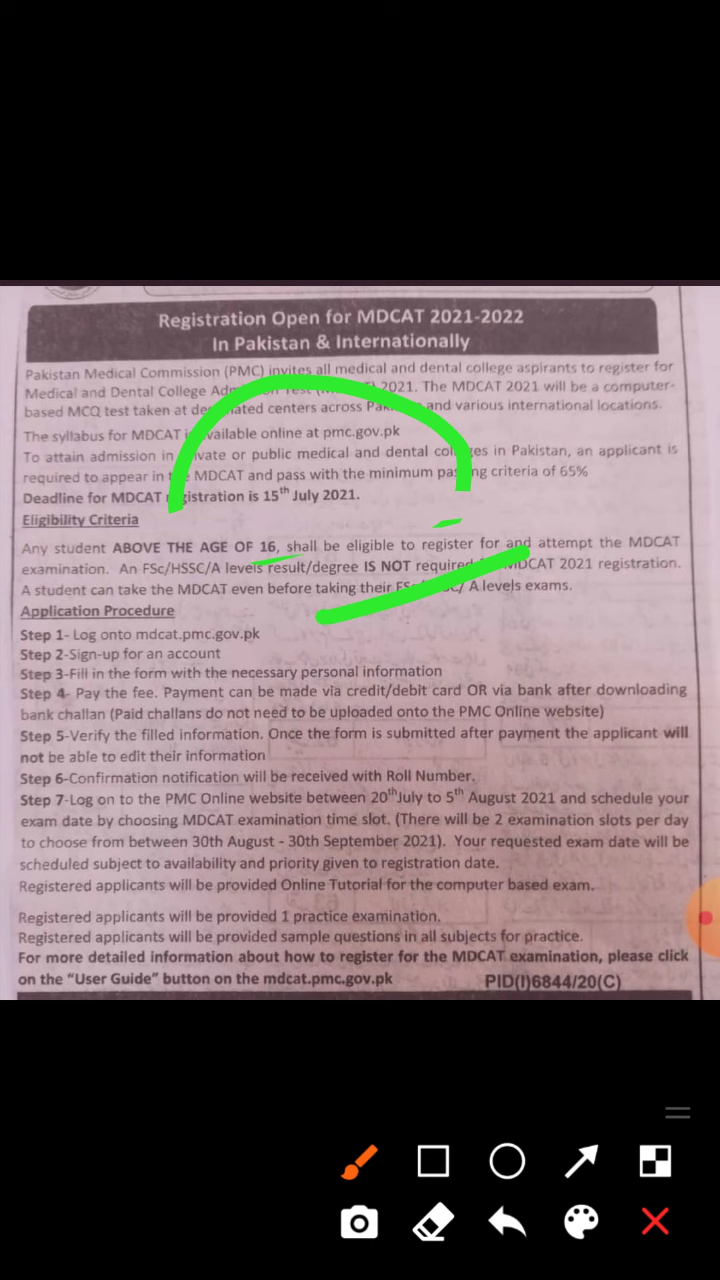 Registration Open for MDCAT 2021-2022
In Pakistan & Internationally
Pakistan Medical Commission (PMC) invites all medical and dental college aspirants to register for
Medical and Dental College 2021. The MDCAT 2021 will be a computer-
based MCQ test taken at centers across and various international locations.
The syllabus for MDCAT available online at pmc.gov.pk
To attain admission in or public medical and dental in Pakistan, an applicant is
required to appear in MDCAT and pass with the minimum criteria of 65%
Deadline for MDCAT is 15th July 2021.
Eligibility Criteria
Any student ABOVE THE AGE OF 16, shall be eligible to register for and attempt the MDCAT
examination. An FSc/HSSC/A levels result/degree IS NOT required MDCAT 2021 registration.
A student can take the MDCAT even before taking their A levels exams.
Application Procedure
Step 1- Log onto mdcat.pmc.gov.pk
Step 2-Sign-up for an account
Step 3-Fill in the form with the necessary personal information
Step 4- Pay the fee. Payment can be made via credit/debit card OR via bank after downloading
bank challan (Paid challans do not need to be uploaded onto the PMC Online website)
Step 5-Verify the filled information. Once the form is submitted after payment the applicant will
not be able to edit their information
Step 6-Confirmation notification will be received with Roll Number.
Step 7-Log on to the PMC Online website between 20th July to 5th August 2021 and schedule your
exam date by choosing MDCAT examination time slot. (There will be 2 examination slots per day
to choose from between 30th August - 30th September 2021). Your requested exam date will be
scheduled subject to availability and priority given to registration date.
Registered applicants will be provided Online Tutorial for the computer based exam.
Registered applicants will be provided 1 practice examination.
Registered applicants will be provided sample questions in all subjects for practice.
For more detailed information about how to register for the MDCAT examination, please click
on the “User Guide” button on the mdcat.pmc.gov.pk
PID(I)6844/20(C)